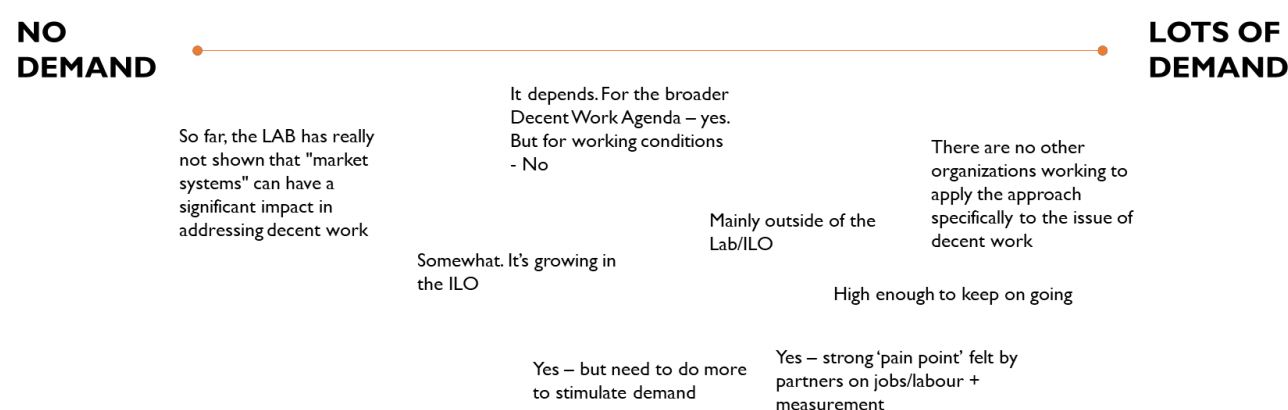 NO
DEMAND
LOTS OF
DEMAND
It depends. For the broader
Decent Work Agenda – yes.
But for working conditions
- No
So far, the LAB has really
not shown that "market
systems" can have a
significant impact in
addressing decent work
There are no other
organizations working to
apply the approach
specifically to the issue of
decent work
Mainly outside of the
Lab/ILO
Somewhat. It’s growing in
the ILO
High enough to keep on going
Yes – but need to do more
to stimulate demand
Yes – strong ‘pain point’ felt by
partners on jobs/labour +
measurement